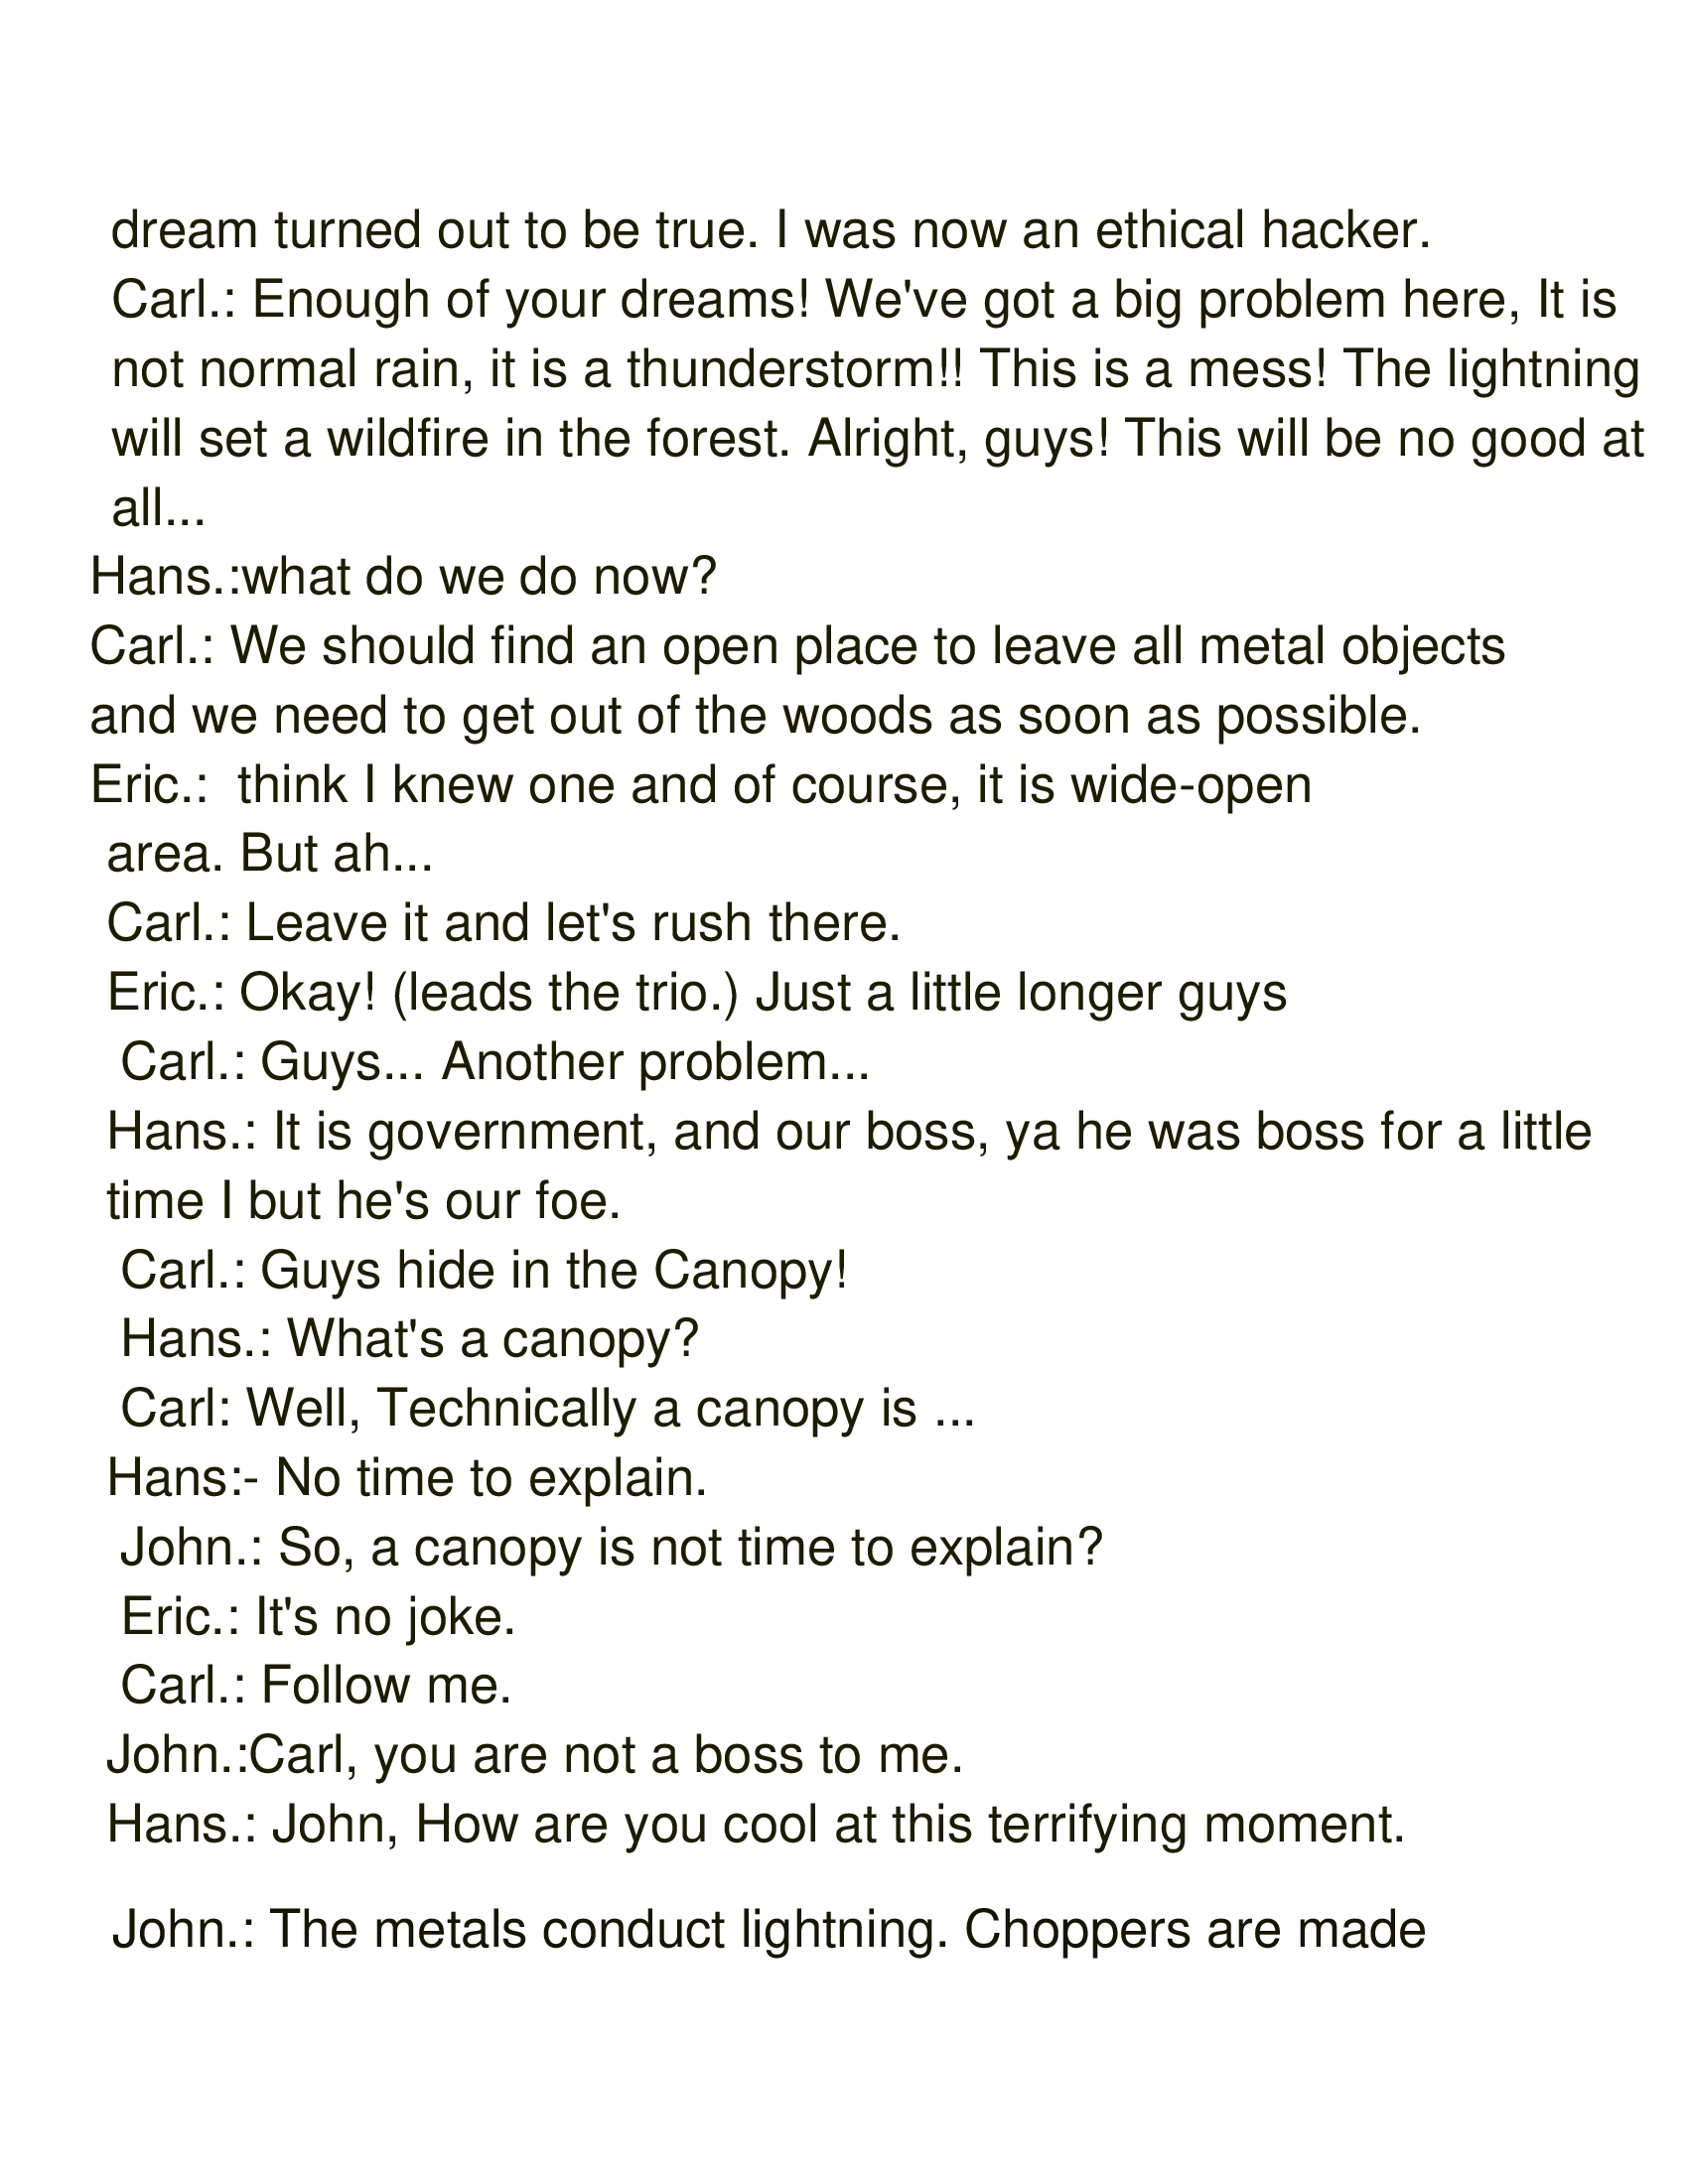 dream turned out to be true. I was now an ethical hacker.
Carl.: Enough of your dreams! We've got a big problem here, It is
not normal rain, it is a thunderstorm!! This is a mess! The lightning
will set a wildfire in the forest. Alright, guys! This will be no good at
all...
Hans.:what do we do now?
Carl.: We should find an open place to leave all metal objects
and we need to get out of the woods as soon as possible.
Eric.:  think I knew one and of course, it is wide-open
area. But ah...
Carl.: Leave it and let's rush there.
Eric.: Okay! (leads the trio.) Just a little longer guys
Carl.: Guys... Another problem...
Hans.: It is government, and our boss, ya he was boss for a little
time I but he's our foe.
Carl.: Guys hide in the Canopy!
Hans.: What's a canopy?
Carl: Well, Technically a canopy is ...
Hans:- No time to explain.
John.: So, a canopy is not time to explain?
Eric.: It's no joke.
Carl.: Follow me.
John.:Carl, you are not a boss to me.
Hans.: John, How are you cool at this terrifying moment.
John.: The metals conduct lightning. Choppers are made